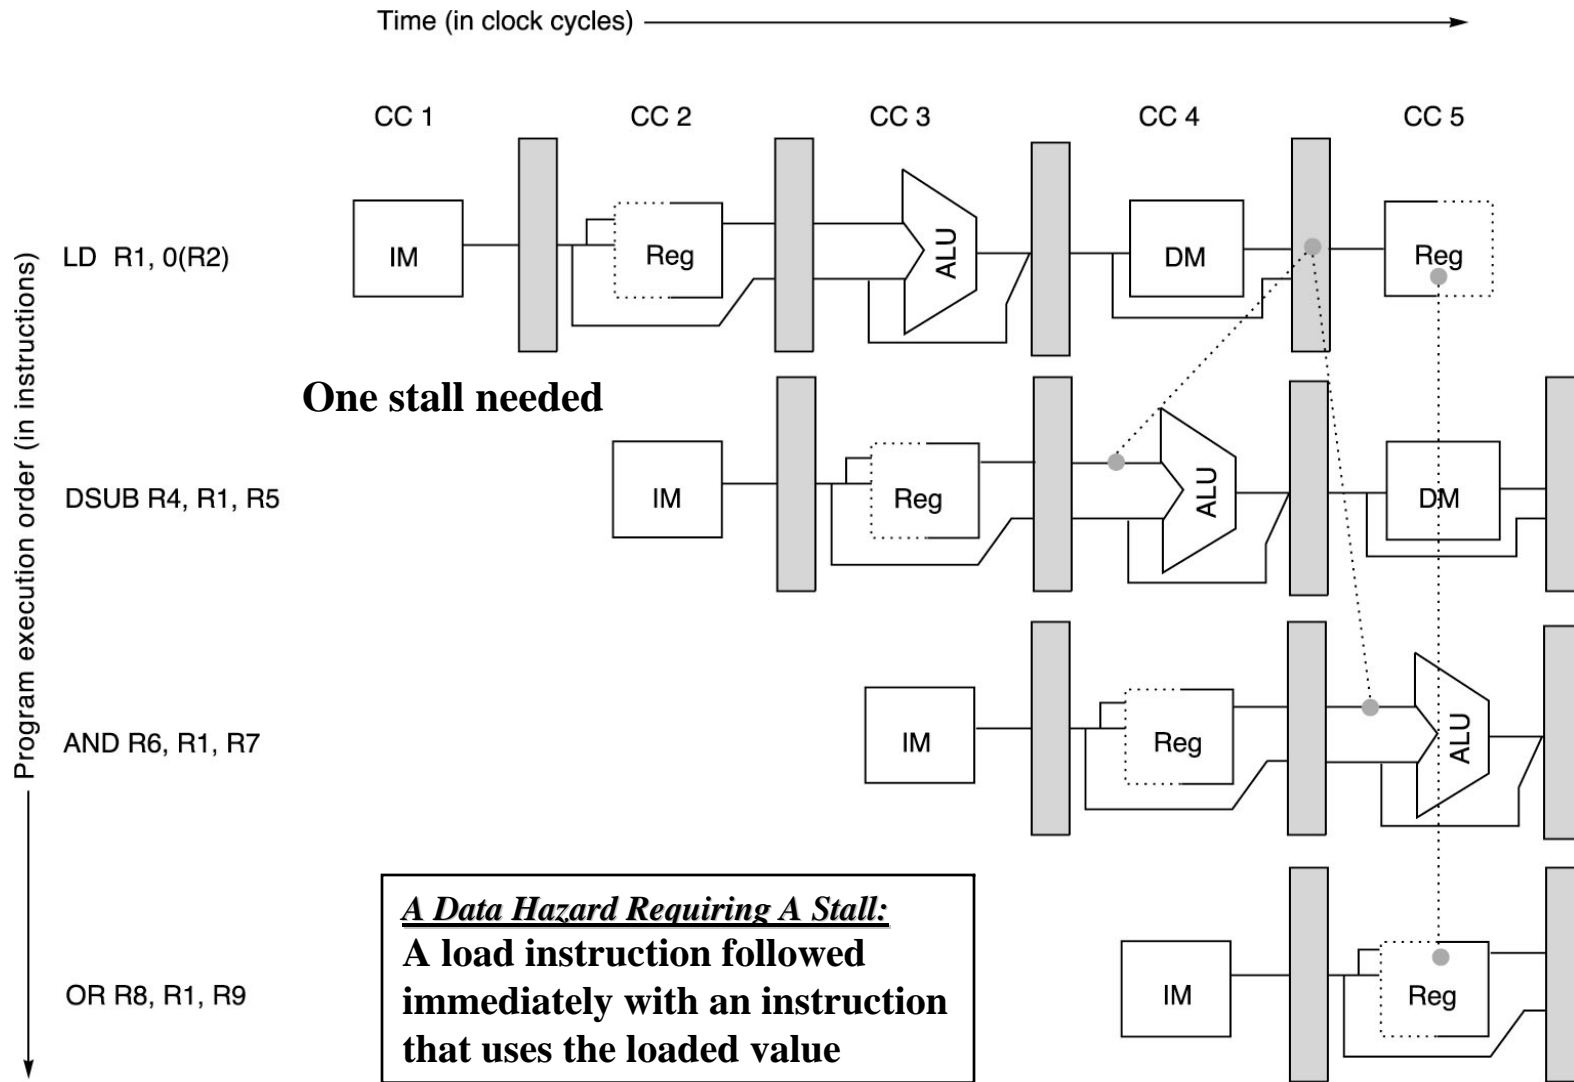 Time (in clock cycles)
CC 1 CC 2 CC 3 CC 4 CC 5
Program execution order (in instructions)
LD R1, 0(R2) IM Reg ALU DM Reg
One stall needed
DSUB R4, R1, R5 IM Reg ALU DM
AND R6, R1, R7 IM Reg ALU
OR R8, R1, R9 IM Reg
A Data Hazard Requiring A Stall:
A load instruction followed
immediately with an instruction
that uses the loaded value